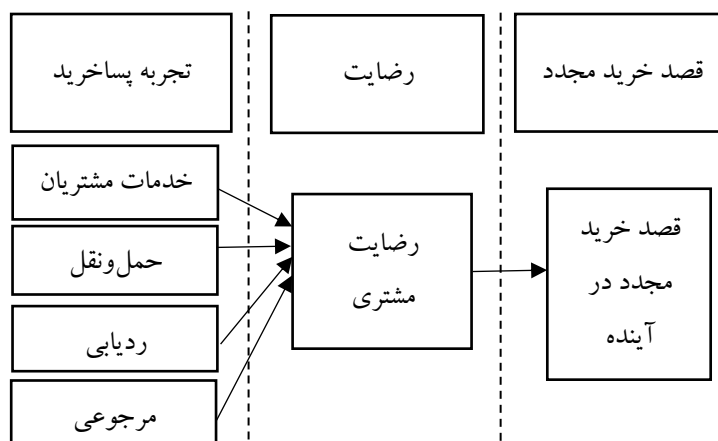 تجربه پساخرید
رضایت
قصد خرید مجدد
خدمات مشتریان
حمل‌ونقل
ردیابی
مرجوعی
رضایت
مشتری
قصد خرید
مجدد در
آینده